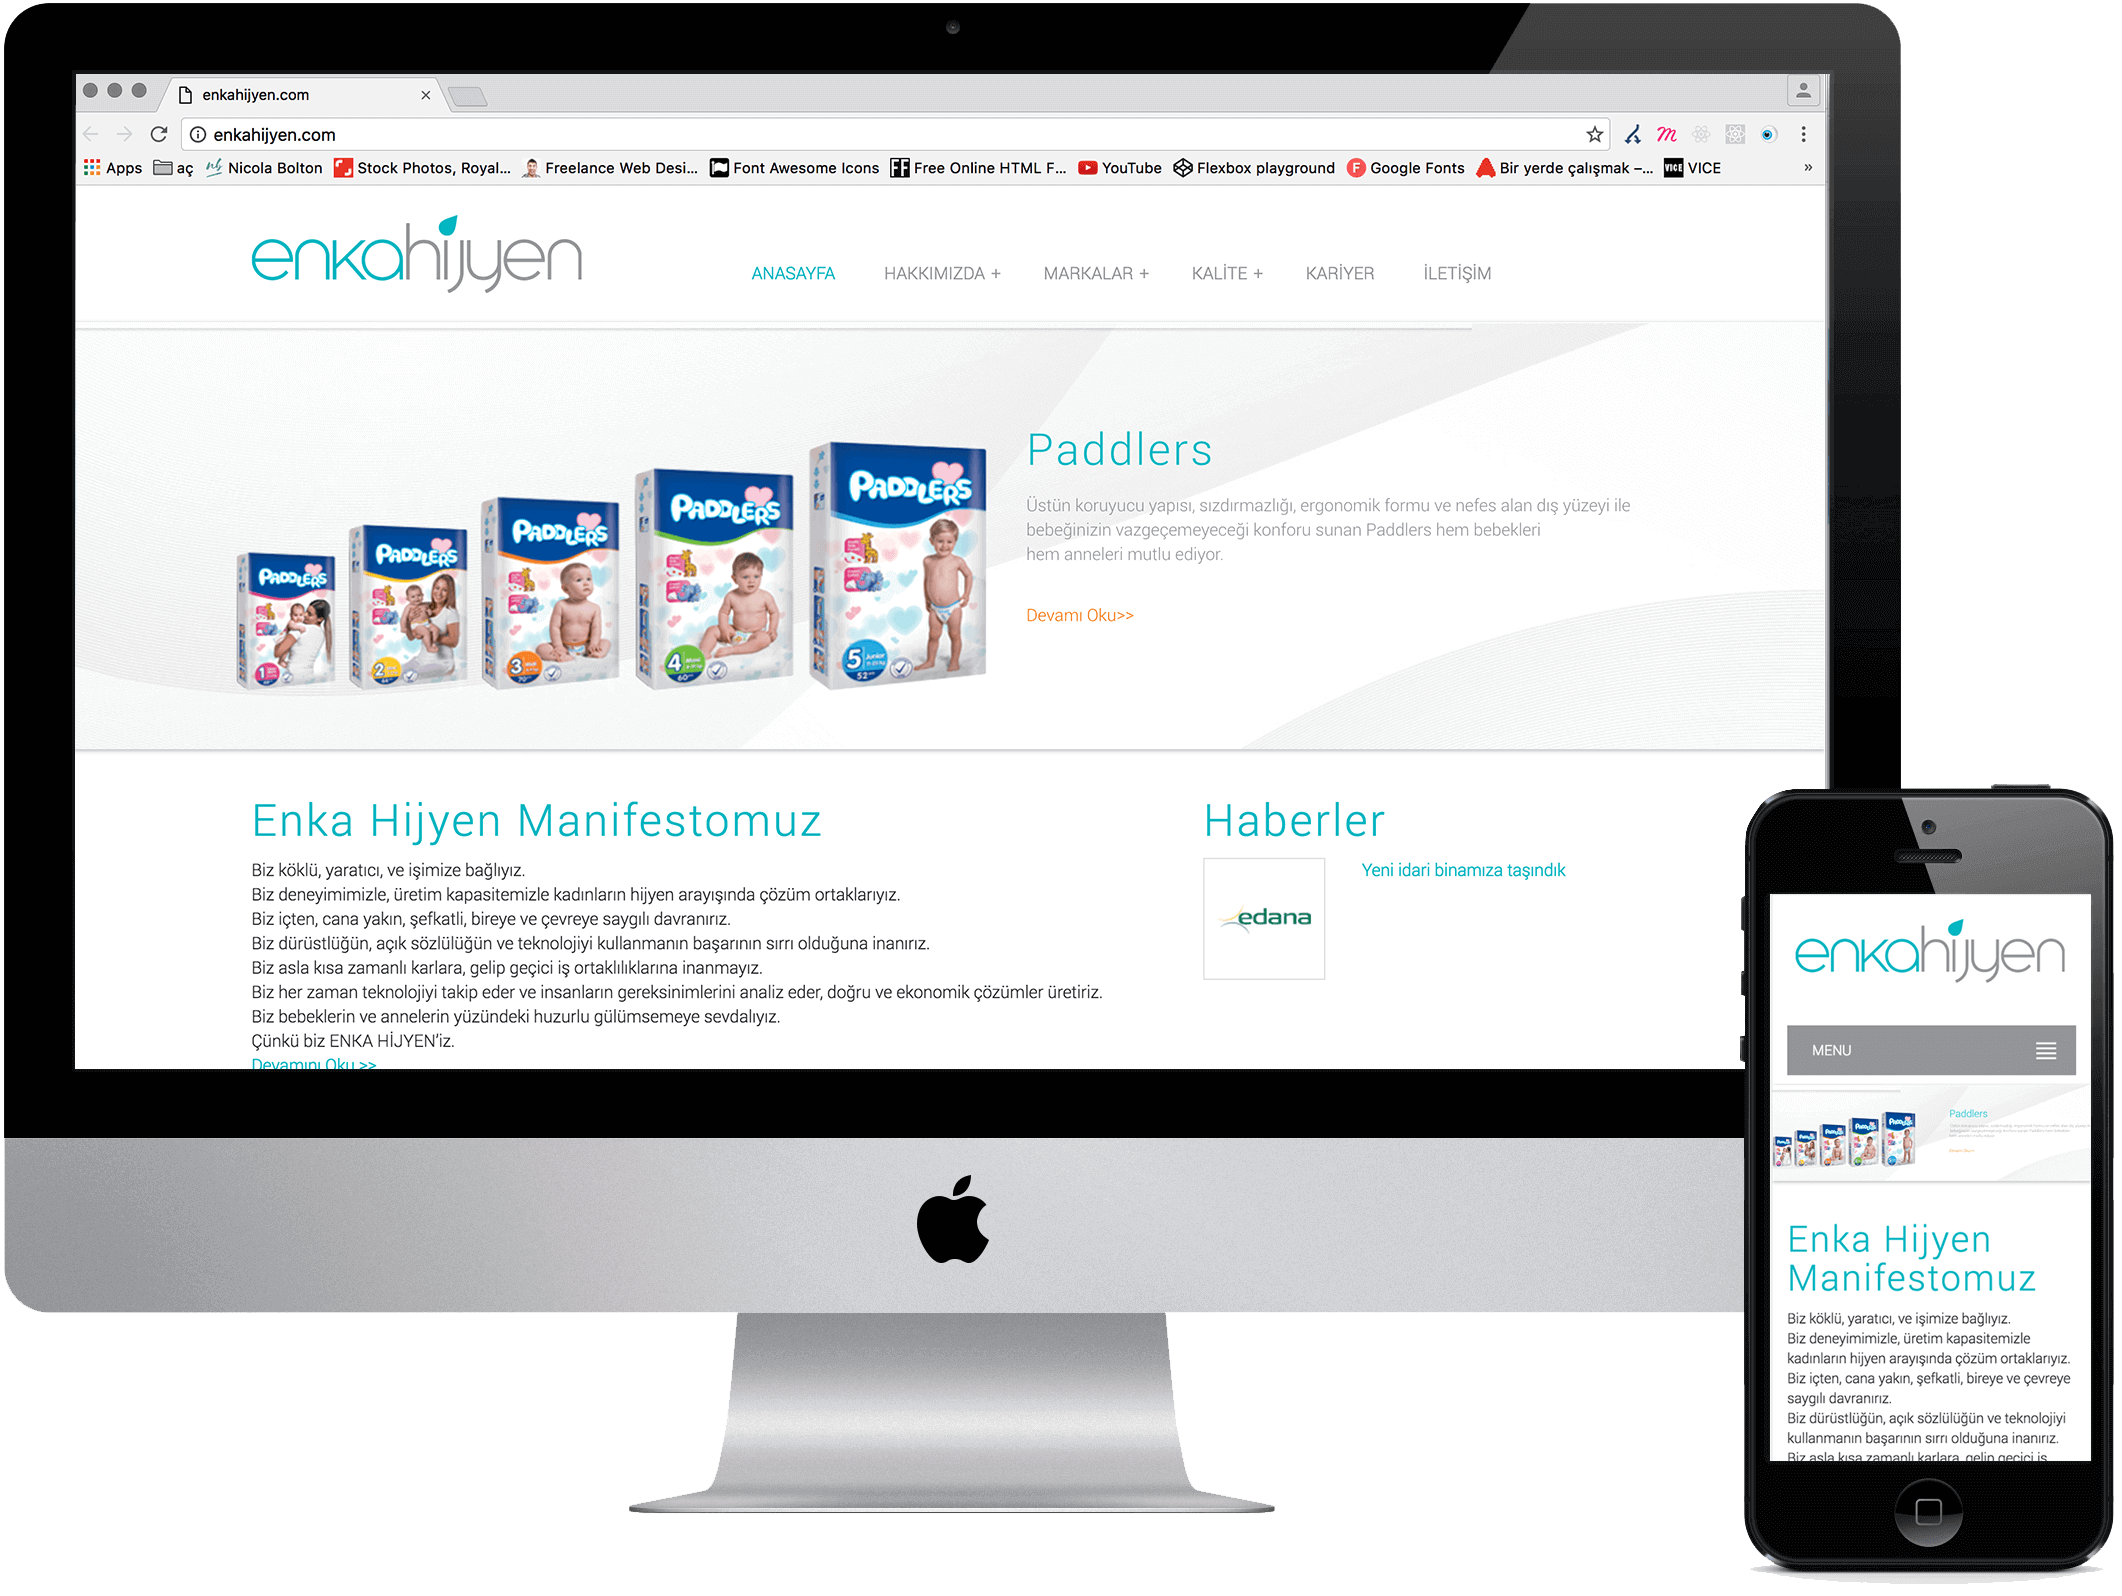 enkahijyen.com
enkahijyen.com
Apps aç Nicola Bolton Stock Photos, Royal... Freelance Web Desi... Font Awesome Icons Free Online HTML F... YouTube Flexbox playground Google Fonts Bir yerde çalışmak –... VICE VICE »
enkahijyen
ANASAYFA HAKKIMIZDA + MARKALAR + KALİTE + KARİYER İLETİŞİM
PADDLERS PADDLERS PADDLERS PADDLERS PADDLERS
1 2 3 4 5 Junior
60 52
Paddlers
Üstün koruyucu yapısı, sızdırmazlığı, ergonomik formu ve nefes alan dış yüzeyi ile
bebeğinizin vazgeçemeyeceği konforu sunan Paddlers hem bebekleri
hem anneleri mutlu ediyor.
Devamı Oku>>
Enka Hijyen Manifestomuz
Biz köklü, yaratıcı, ve işimize bağlıyız.
Biz deneyimimizle, üretim kapasitemizle kadınların hijyen arayışında çözüm ortaklarıyız.
Biz içten, cana yakın, şefkatli, bireye ve çevreye saygılı davranırız.
Biz dürüstlüğün, açık sözlülüğün ve teknolojiyi kullanmanın başarının sırrı olduğuna inanırız.
Biz asla kısa zamanlı karlara, gelip geçici iş ortaklılıklarına inanmayız.
Biz her zaman teknolojiyi takip eder ve insanların gereksinimlerini analiz eder, doğru ve ekonomik çözümler üretiriz.
Biz bebeklerin ve annelerin yüzündeki huzurlu gülümsemeye sevdalıyız.
Çünkü biz ENKA HİJYEN'iz.
Devamını Oku >>
Haberler
edana
Yeni idari binamıza taşındık
enkahijyen
MENU
PADDLERS
Paddlers
Enka Hijyen
Manifestomuz
Biz köklü, yaratıcı, ve işimize bağlıyız.
Biz deneyimimizle, üretim kapasitemizle
kadınların hijyen arayışında çözüm ortaklarıyız.
Biz içten, cana yakın, şefkatli, bireye ve çevreye
saygılı davranırız.
Biz dürüstlüğün, açık sözlülüğün ve teknolojiyi
kullanmanın başarının sırrı olduğuna inanırız.
Biz asla kısa zamanlı karlara, gelip geçici iş